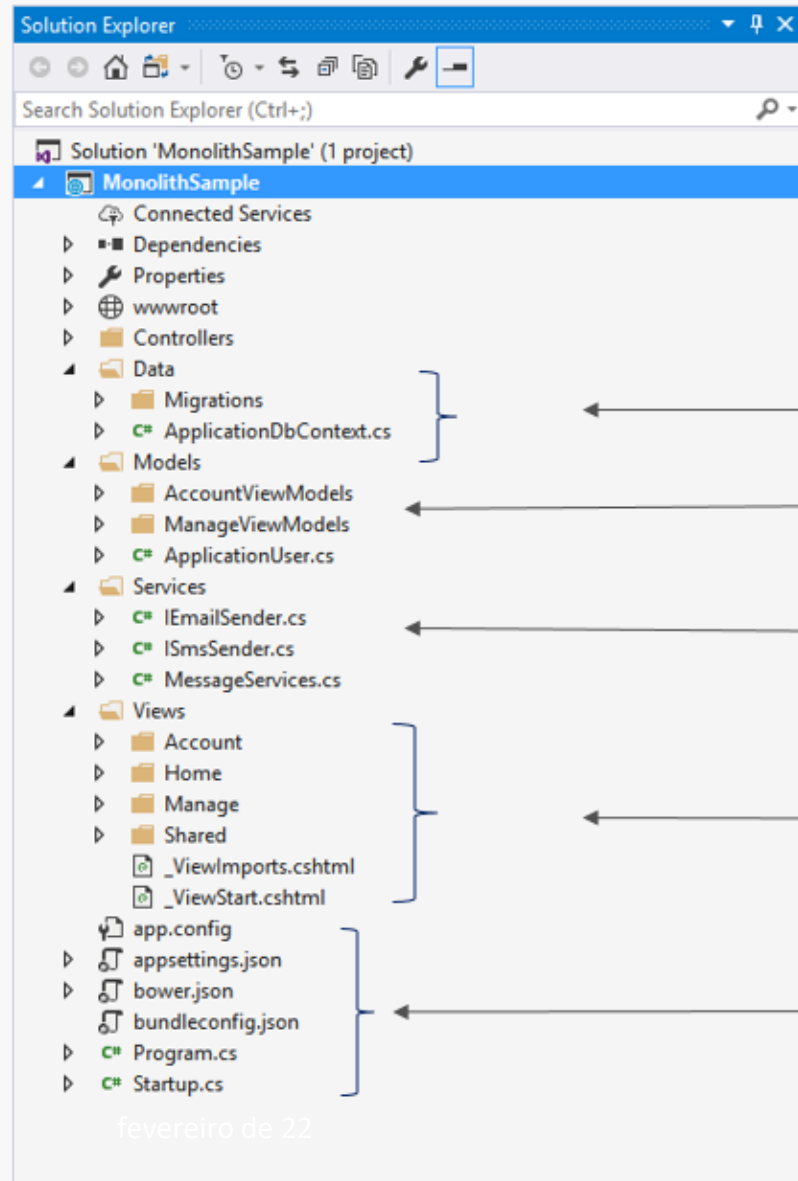 Solution Explorer
Search Solution Explorer (Ctrl+;)
Solution 'MonolithSample' (1 project)
MonolithSample
Connected Services
Dependencies
Properties
wwwroot
Controllers
Data
Migrations
C# ApplicationDbContext.cs
Models
AccountViewModels
ManageViewModels
C# ApplicationUser.cs
Services
C# IEmailSender.cs
C# ISmsSender.cs
C# MessageServices.cs
Views
Account
Home
Manage
Shared
_ViewImports.cshtml
_ViewStart.cshtml
app.config
appsettings.json
bower.json
bundleconfig.json
C# Program.cs
C# Startup.cs
fevereiro de 22